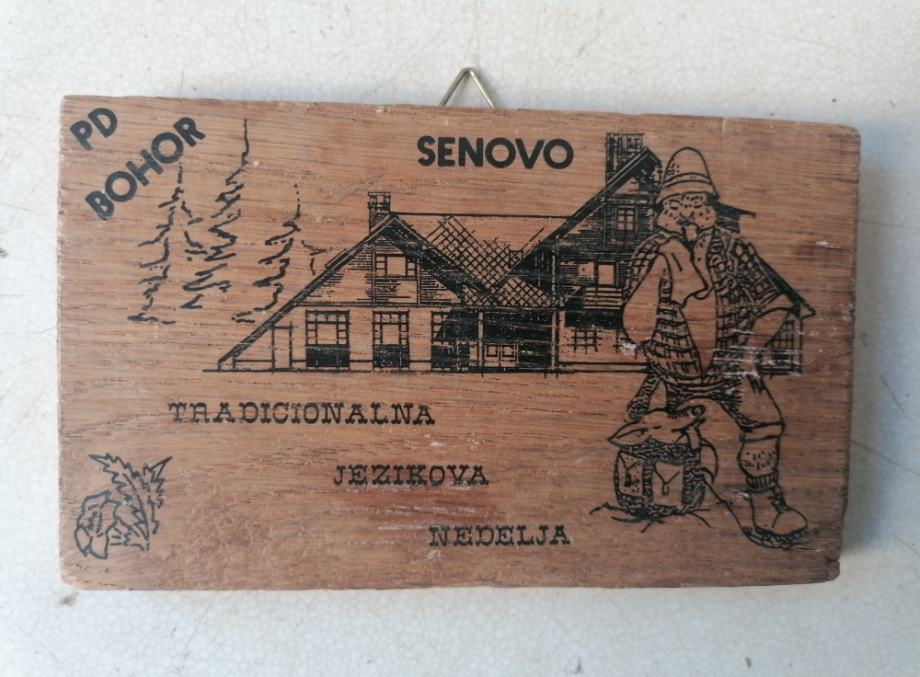 PD
BOHOR
SENOVO
TRADICIONALNA
JEZIKOVA
NEDELJA